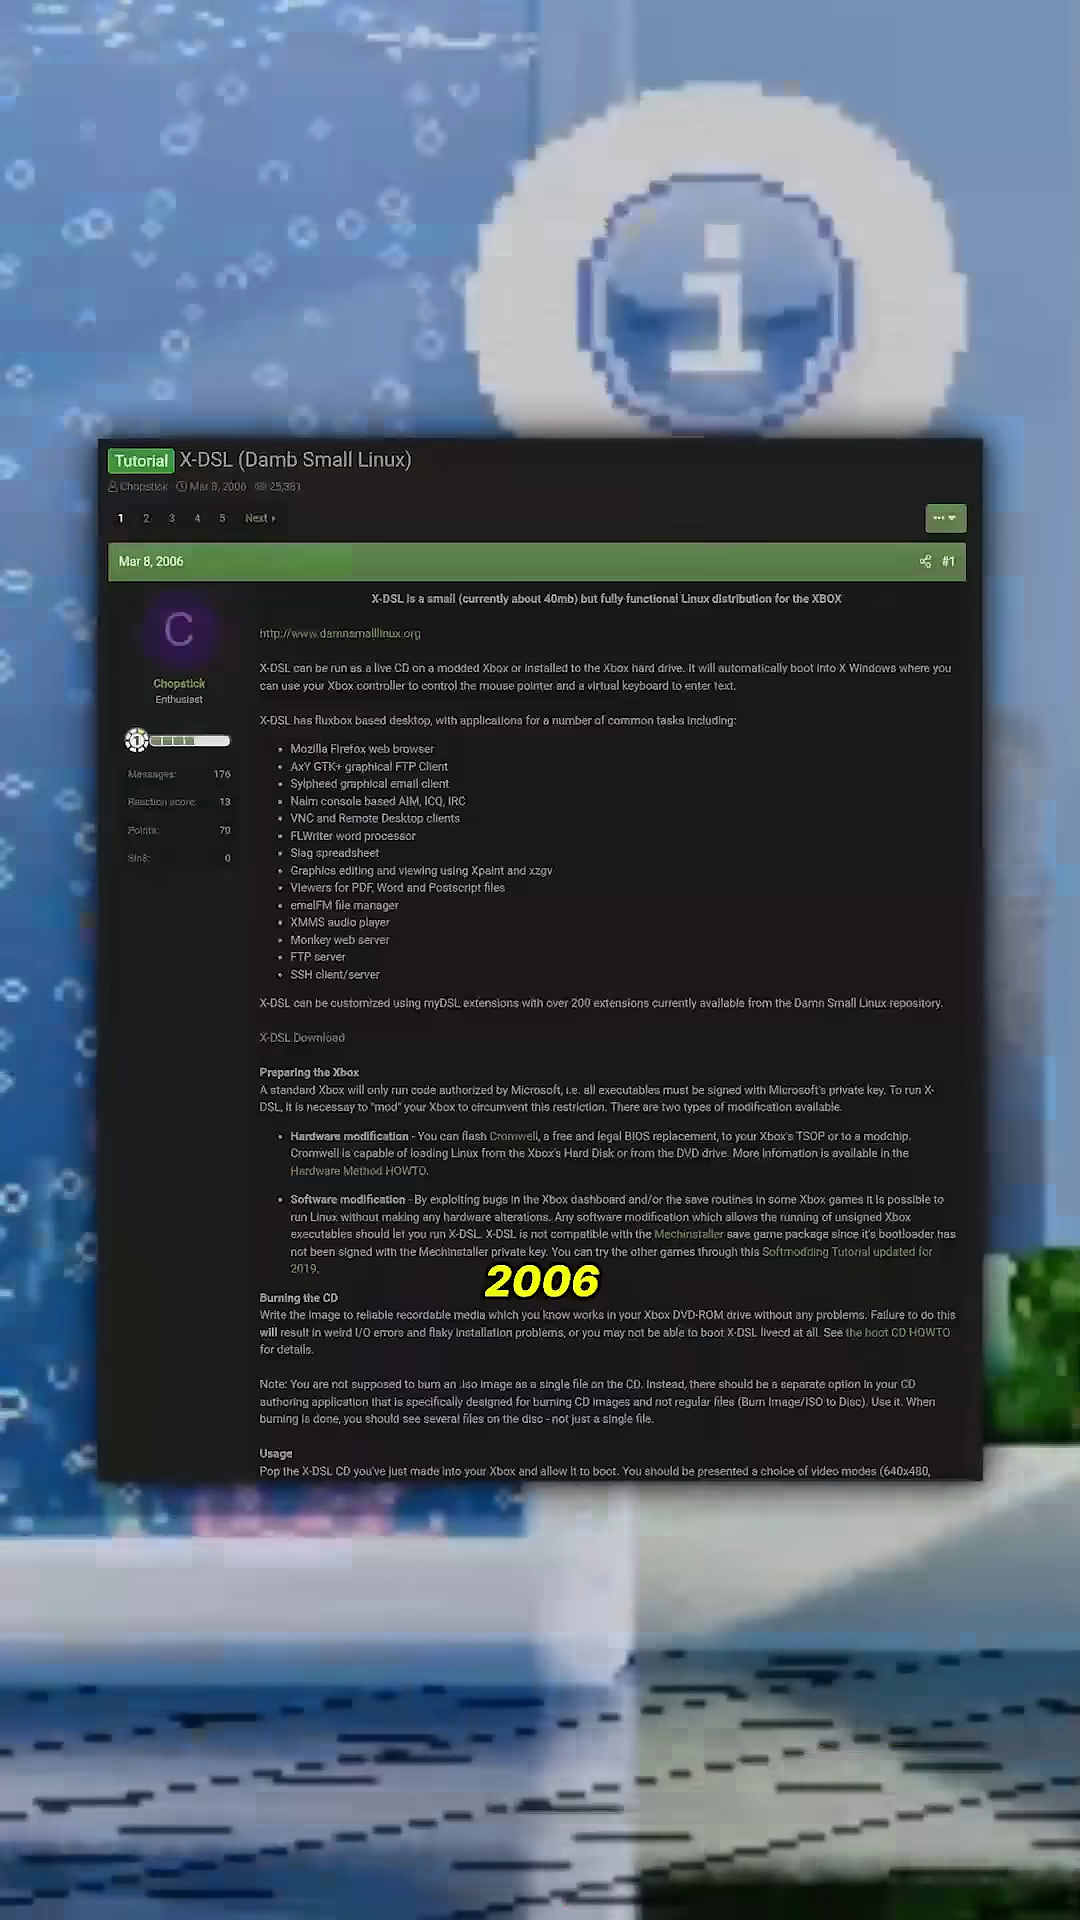 i
Tutorial X-DSL (Damb Small Linux)
Chopstick Mar 8, 2006 25,381
1 2 3 4 5 Next
Mar 8, 2006 #1
X-DSL is a small (currently about 40mb) but fully functional Linux distribution for the XBOX
C
http://www.damnsmalllinux.org
X-DSL can be run as a live CD on a modded Xbox or installed to the Xbox hard drive. It will automatically boot into X Windows where you
can use your Xbox controller to control the mouse pointer and a virtual keyboard to enter text.
Chopstick
Enthusiast
X-DSL has fluxbox based desktop, with applications for a number of common tasks including:
1
Messages: 176
Reaction score: 13
Points: 70
Sin$: 0
• Mozilla Firefox web browser
• AxY GTK+ graphical FTP Client
• Sylpheed graphical email client
• Naim console based AIM, ICQ, IRC
• VNC and Remote Desktop clients
• FLWriter word processor
• Siag spreadsheet
• Graphics editing and viewing using Xpaint and xzgv
• Viewers for PDF, Word and Postscript files
• emelFM file manager
• XMMS audio player
• Monkey web server
• FTP server
• SSH client/server
X-DSL can be customized using myDSL extensions with over 200 extensions currently available from the Damn Small Linux repository.
X-DSL Download
Preparing the Xbox
A standard Xbox will only run code authorized by Microsoft, i.e. all executables must be signed with Microsoft's private key. To run X-
DSL, it is necessay to "mod" your Xbox to circumvent this restriction. There are two types of modification available.
• Hardware modification - You can flash Cromwell, a free and legal BIOS replacement, to your Xbox's TSOP or to a modchip.
Cromwell is capable of loading Linux from the Xbox's Hard Disk or from the DVD drive. More infomation is available in the
Hardware Method HOWTO.
• Software modification - By exploiting bugs in the Xbox dashboard and/or the save routines in some Xbox games it is possible to
run Linux without making any hardware alterations. Any software modification which allows the running of unsigned Xbox
executables should let you run X-DSL. X-DSL is not compatible with the Mechinstaller save game package since it's bootloader has
not been signed with the Mechinstaller private key. You can try the other games through this Softmodding Tutorial updated for
2019.
2006
Burning the CD
Write the image to reliable recordable media which you know works in your Xbox DVD-ROM drive without any problems. Failure to do this
will result in weird I/O errors and flaky installation problems, or you may not be able to boot X-DSL livecd at all. See the boot CD HOWTO
for details.
Note: You are not supposed to burn an .iso image as a single file on the CD. Instead, there should be a separate option in your CD
authoring application that is specifically designed for burning CD images and not regular files (Burn Image/ISO to Disc). Use it. When
burning is done, you should see several files on the disc - not just a single file.
Usage
Pop the X-DSL CD you've just made into your Xbox and allow it to boot. You should be presented a choice of video modes (640x480,